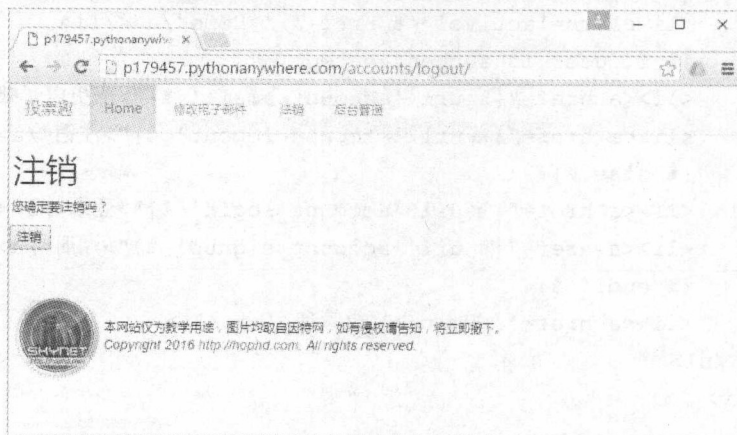 p179457.pythonanywhe
p179457.pythonanywhere.com/accounts/logout/
投票趣 Home 修改电子邮件 注销 后台管理
注销
您确定要注销吗？
注销
SKYNET
本网站仅为教学用途，图片均取自因特网，如有侵权请告知，将立即撤下。
Copyright 2016 http://hophd.com. All rights reserved.